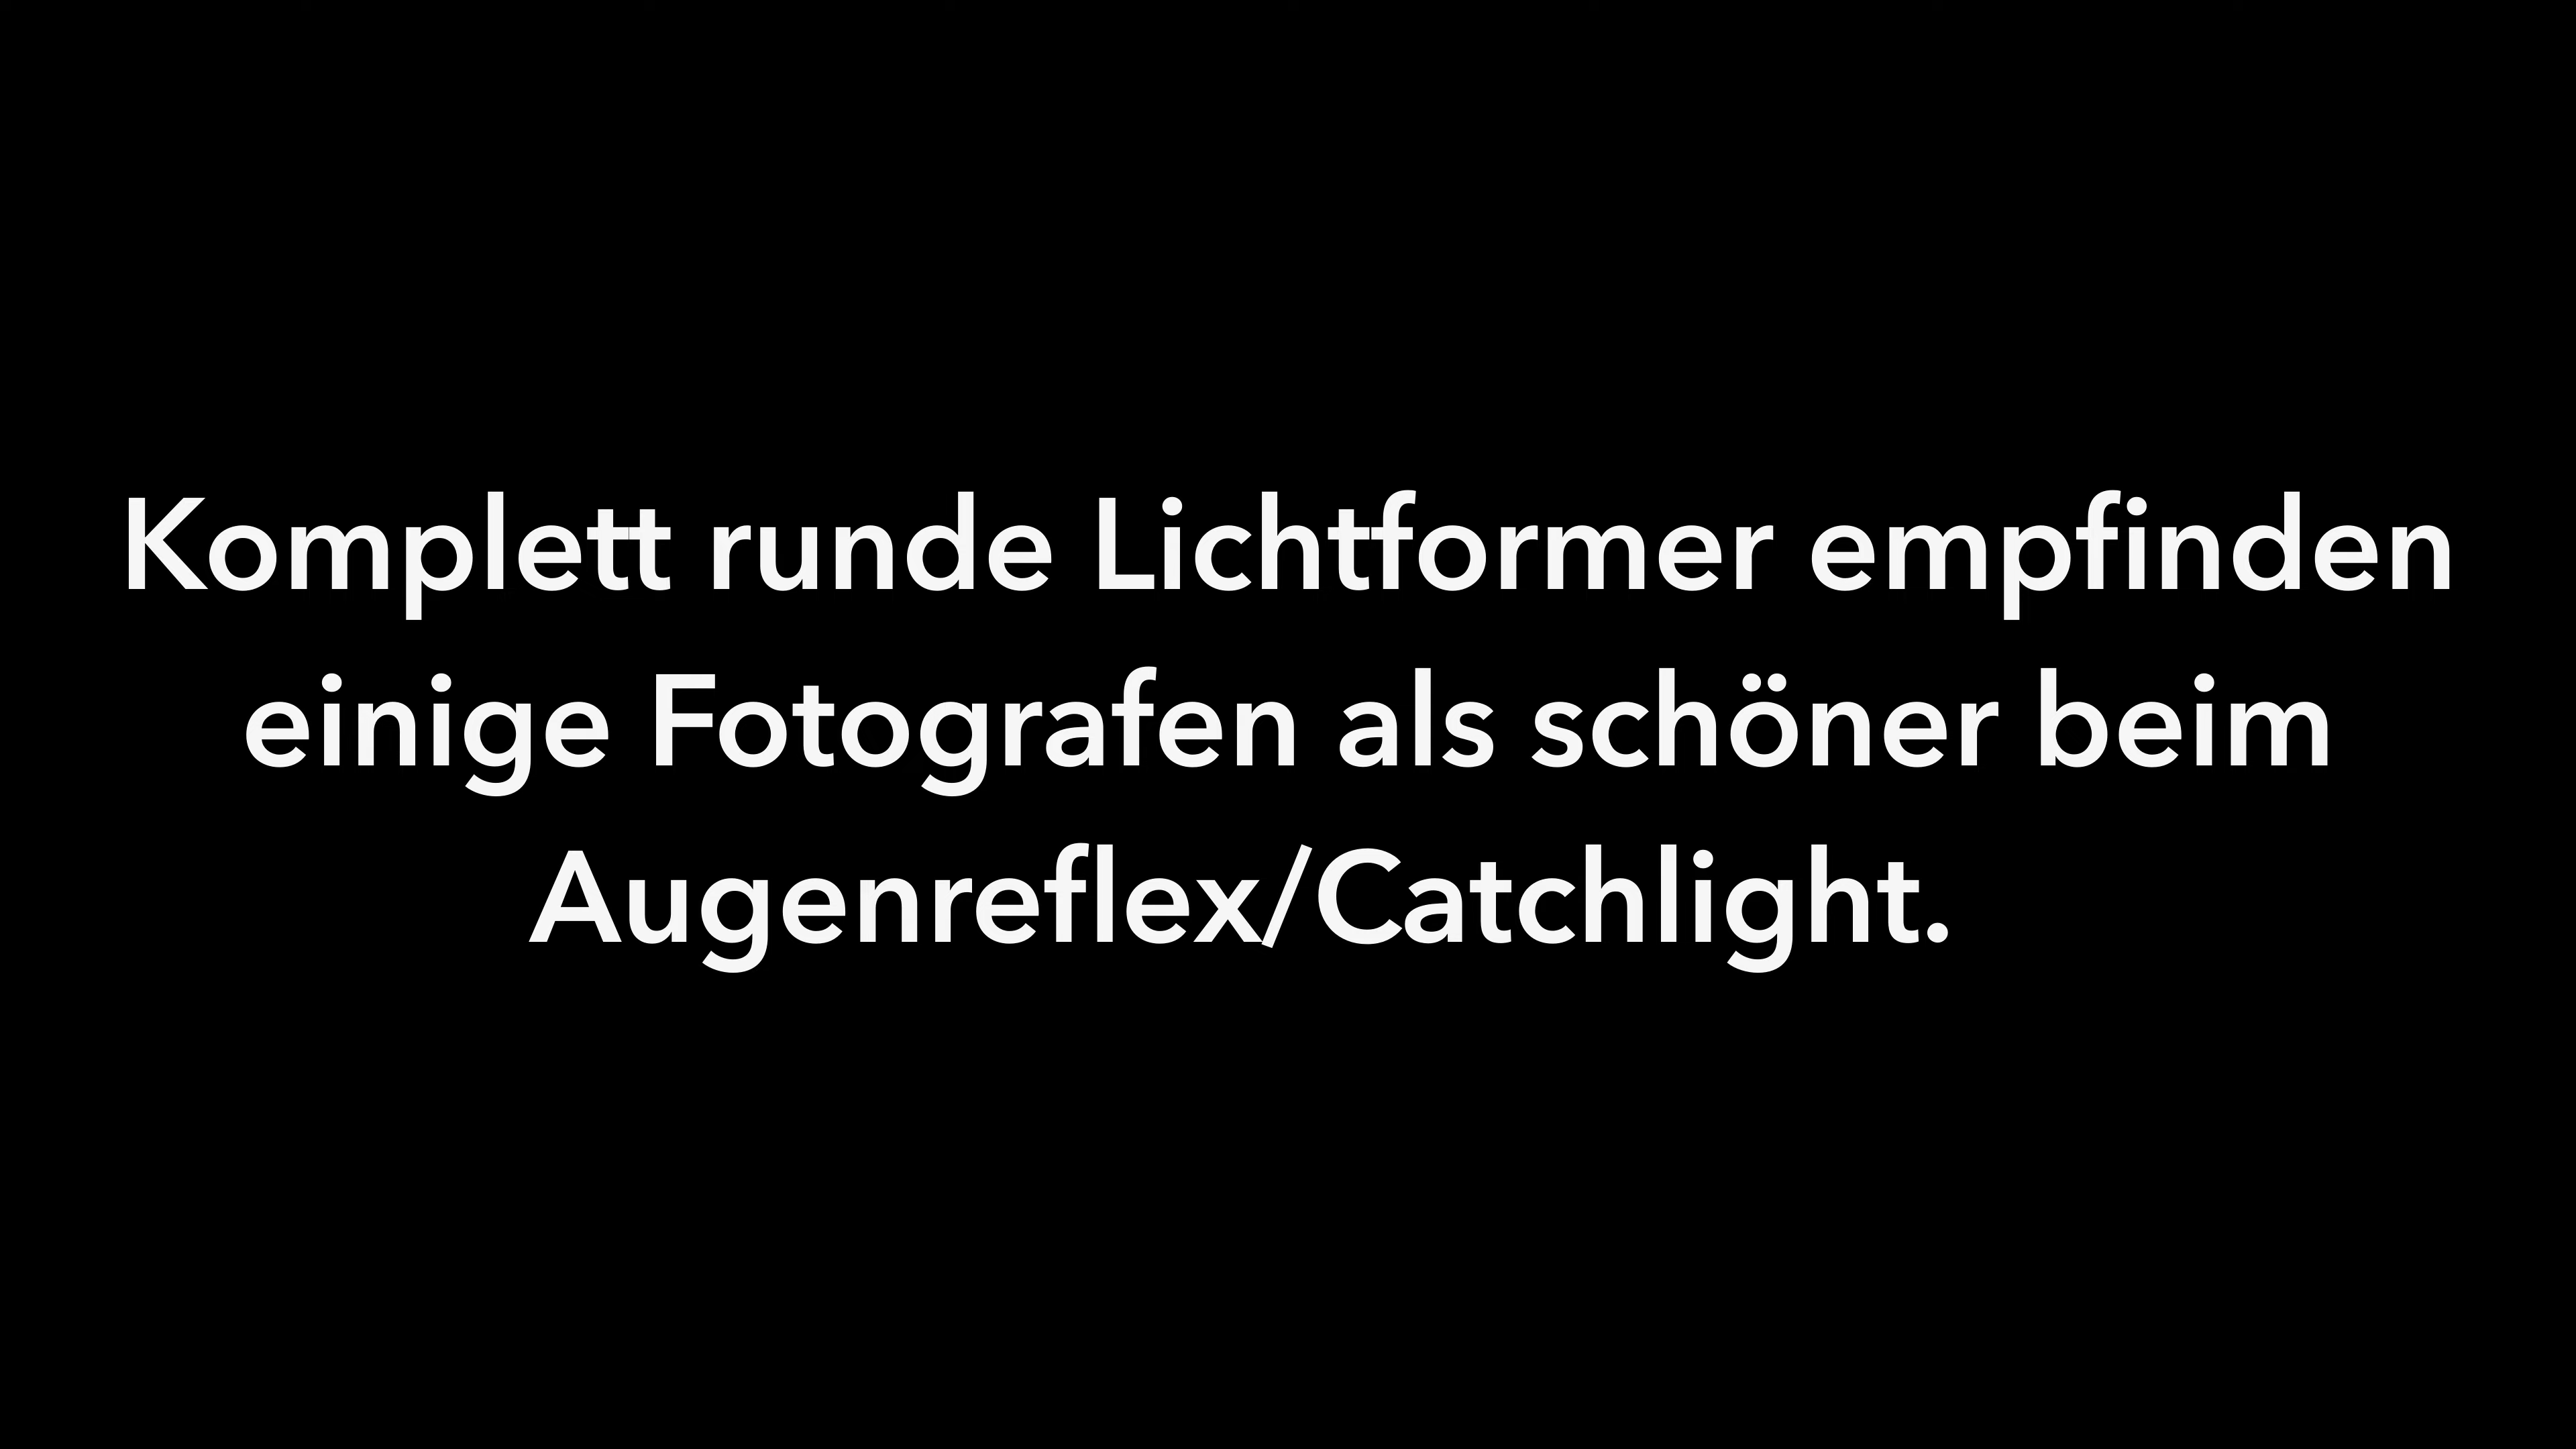 Komplett runde Lichtformer empfinden
einige Fotografen als schöner beim
Augenreflex/Catchlight.